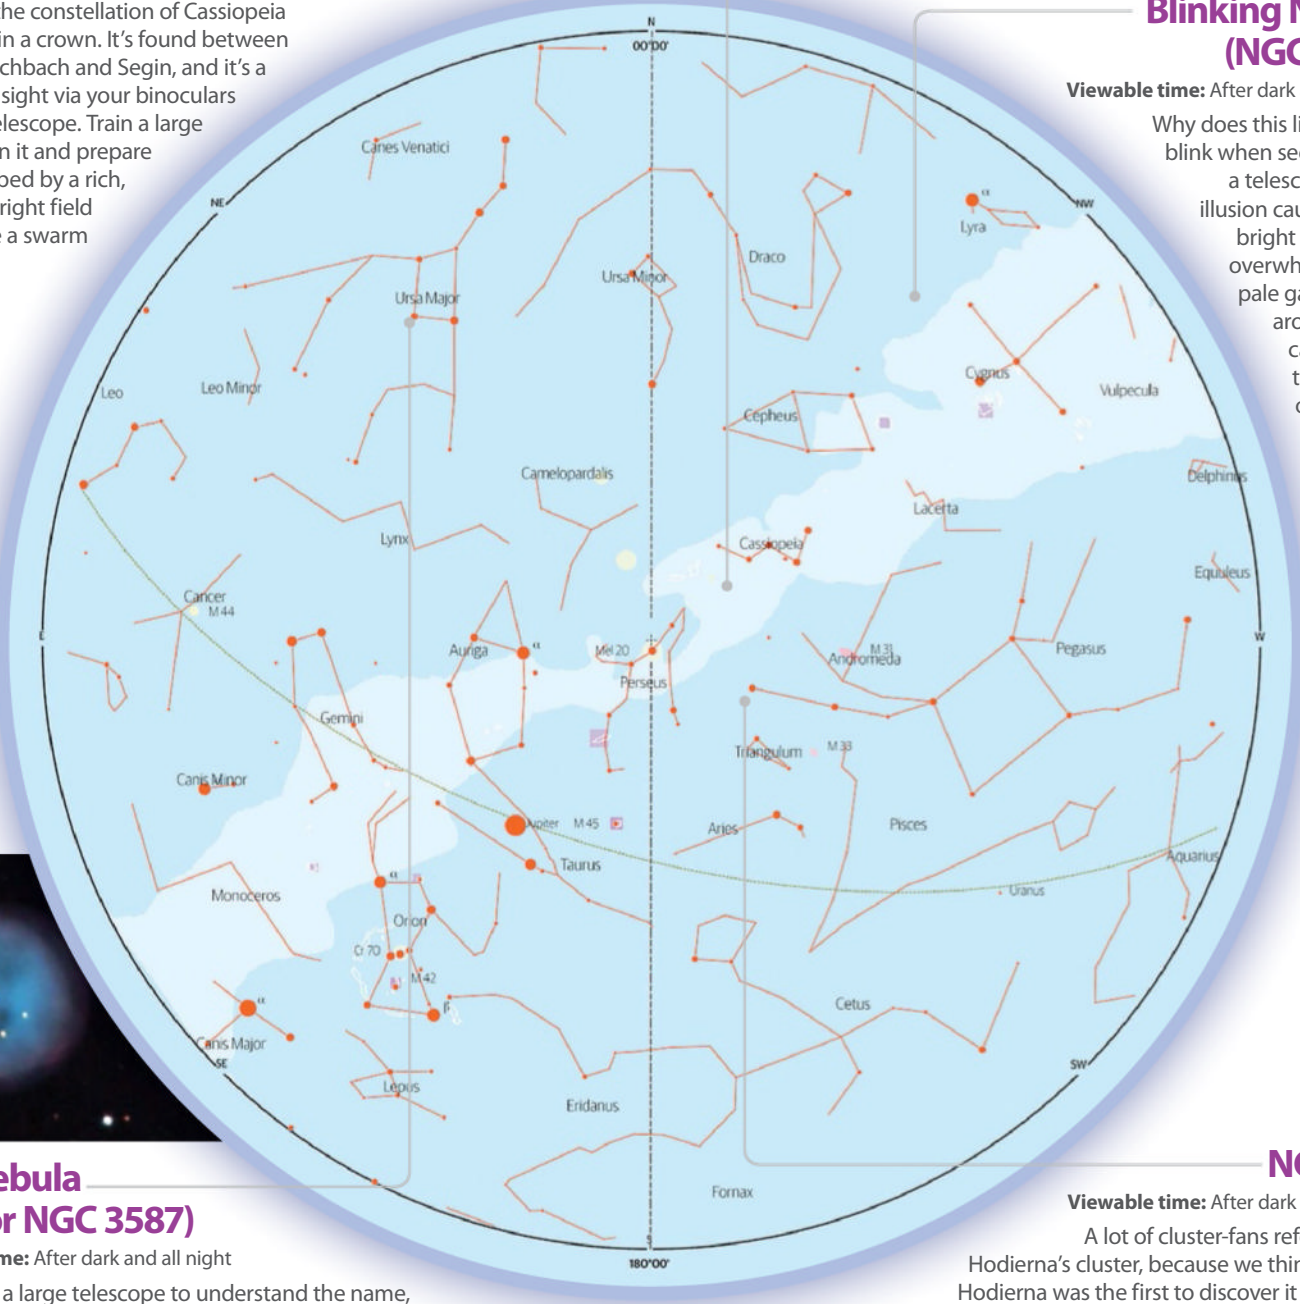 the constellation of Cassiopeia
in a crown. It's found between
chbach and Segin, and it's a
sight via your binoculars
elescope. Train a large
n it and prepare
ped by a rich,
right field
e a swarm
Blinking N
(NGC
Viewable time: After dark
Why does this li
blink when see
a telesc
illusion cau
bright
overwh
pale ga
aro
c
t
c
N
00°00'
NE
NW
Canes Venatici
α
Lyra
Draco
Ursa Minor
Ursa Major
Leo
Leo Minor
Cygnus
Vulpecula
Cepheus
Camelopardalis
Delphinus
Lacerta
Lynx
Cassiopeia
Equuleus
Cancer
M 44
E
W
Auriga
α
Mel 20
M 31
Andromeda
Pegasus
Perseus
Gemini
Triangulum
M 33
Canis Minor
Jupiter
M 45
Aries
Pisces
Taurus
Aquarius
α
Uranus
Monoceros
Orion
Cr 70
M 42
α
β
Cetus
Canis Major
SE
SW
Lepus
Eridanus
Fornax
S
180°00'
ebula
or NGC 3587)
me: After dark and all night
a large telescope to understand the name,
NG
Viewable time: After dark
A lot of cluster-fans ref
Hodierna's cluster, because we thin
Hodierna was the first to discover it